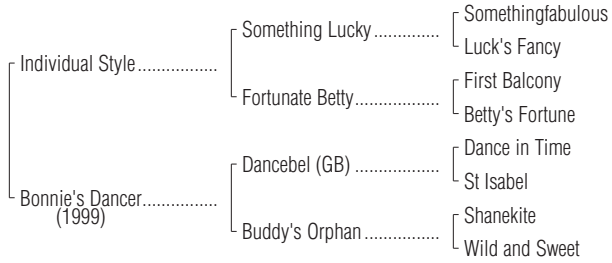 Somethingfabulous
Something Lucky..............
Luck's Fancy
Individual Style.................
First Balcony
Fortunate Betty..................
Betty's Fortune
Dance in Time
Dancebel (GB) ..................
St Isabel
Bonnie's Dancer................
(1999)
Shanekite
Buddy's Orphan................
Wild and Sweet